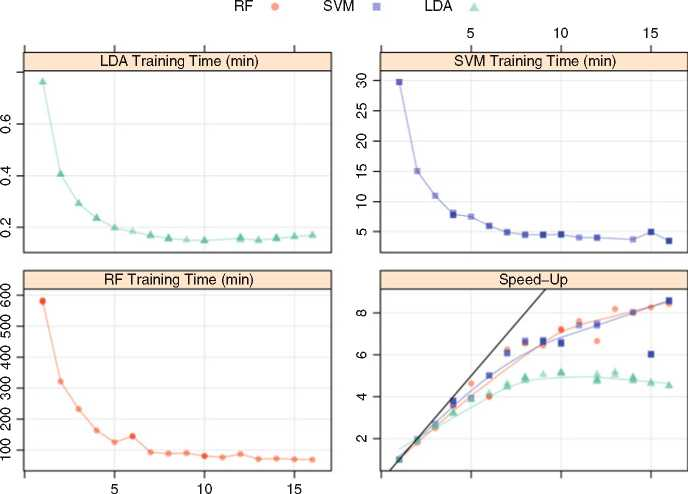 RF SVM LDA
5 10 15
LDA Training Time (min)
SVM Training Time (min)
0.2 0.4 0.6
5 10 15 20 25 30
RF Training Time (min)
Speed–Up
100 200 300 400 500 600
2 4 6 8
5 10 15